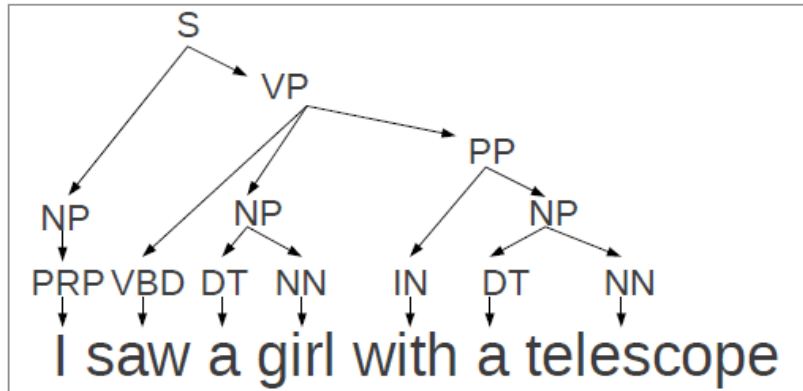 S
VP
PP
NP NP NP
PRP VBD DT NN IN DT NN
I saw a girl with a telescope